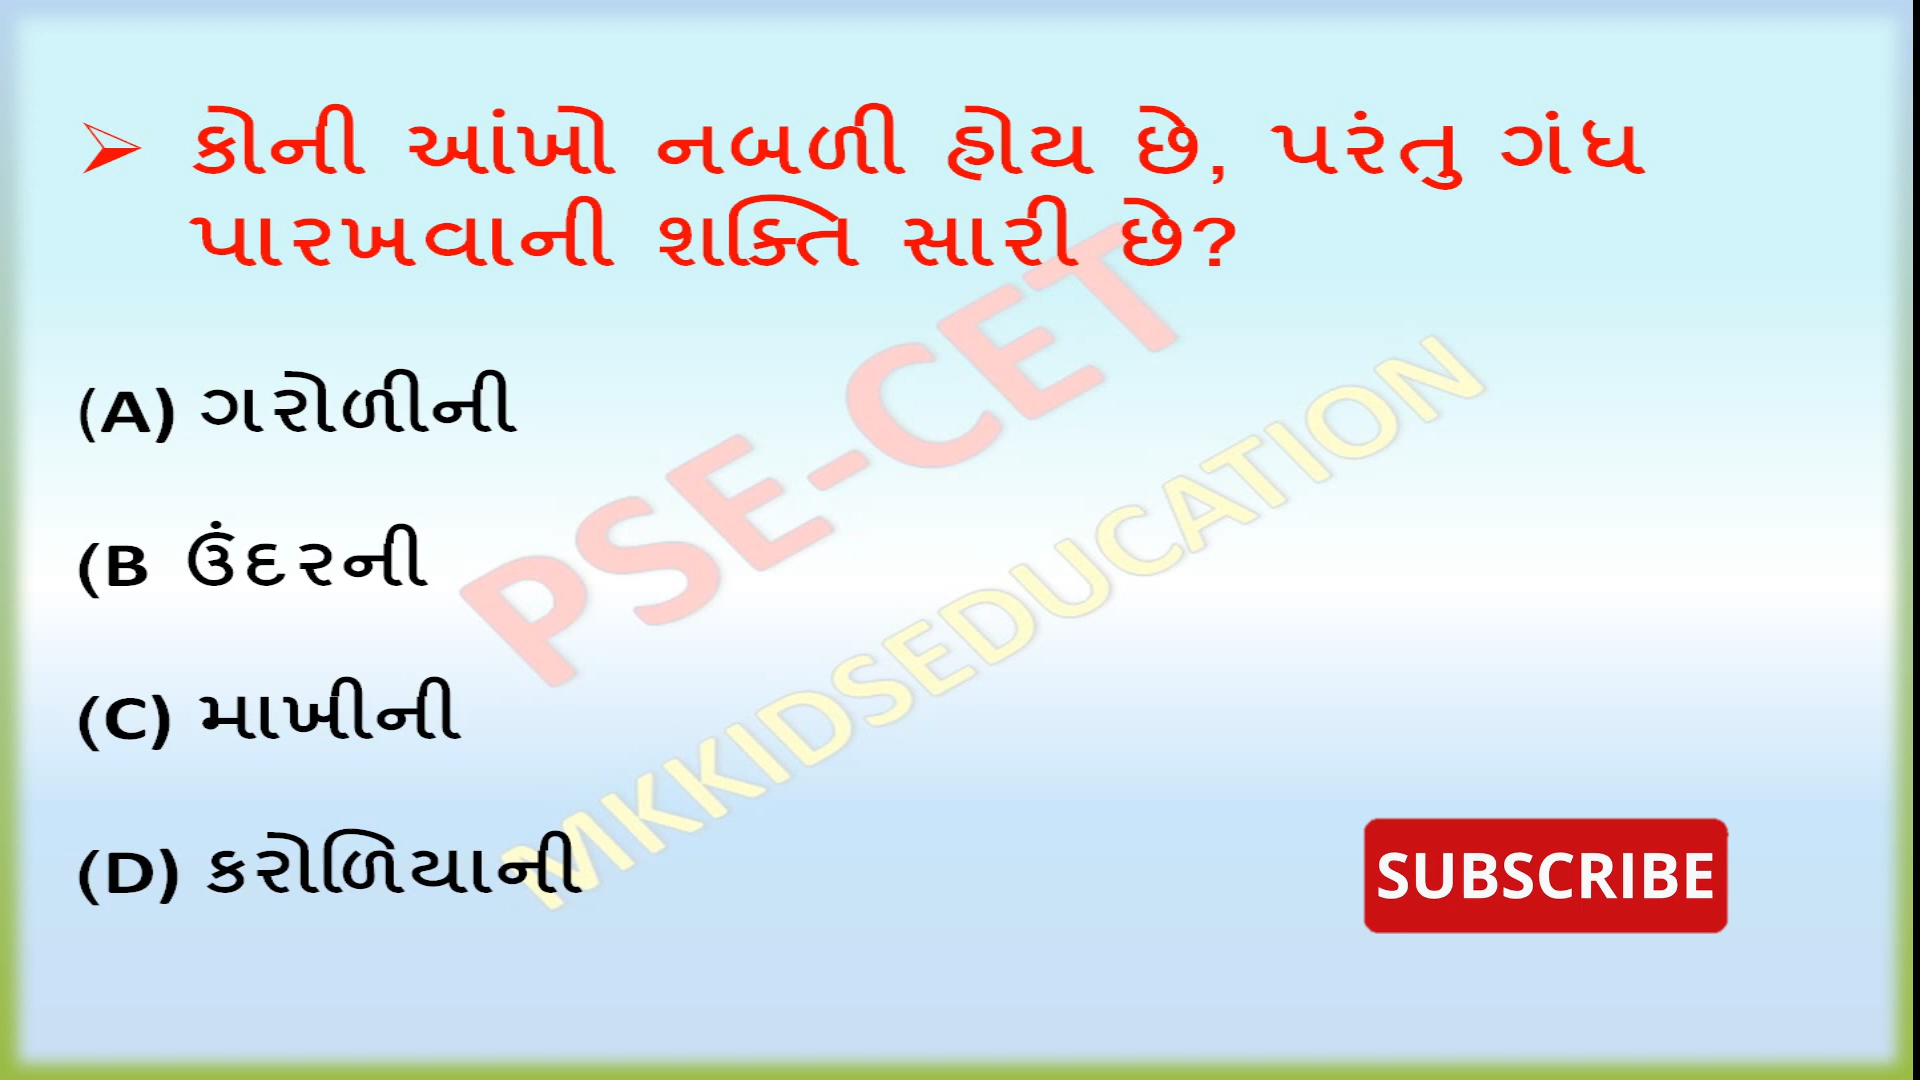 ➢ કોની આંખો નબળી હોય છે, પરંતુ ગંધ
પારખવાની શક્તિ સારી છે?
(A) ગરોળીની
(B ઉંદરની
(C) માખીની
(D) કરોળિયાની
PSE-CET
MKKIDSEDUCATION
SUBSCRIBE